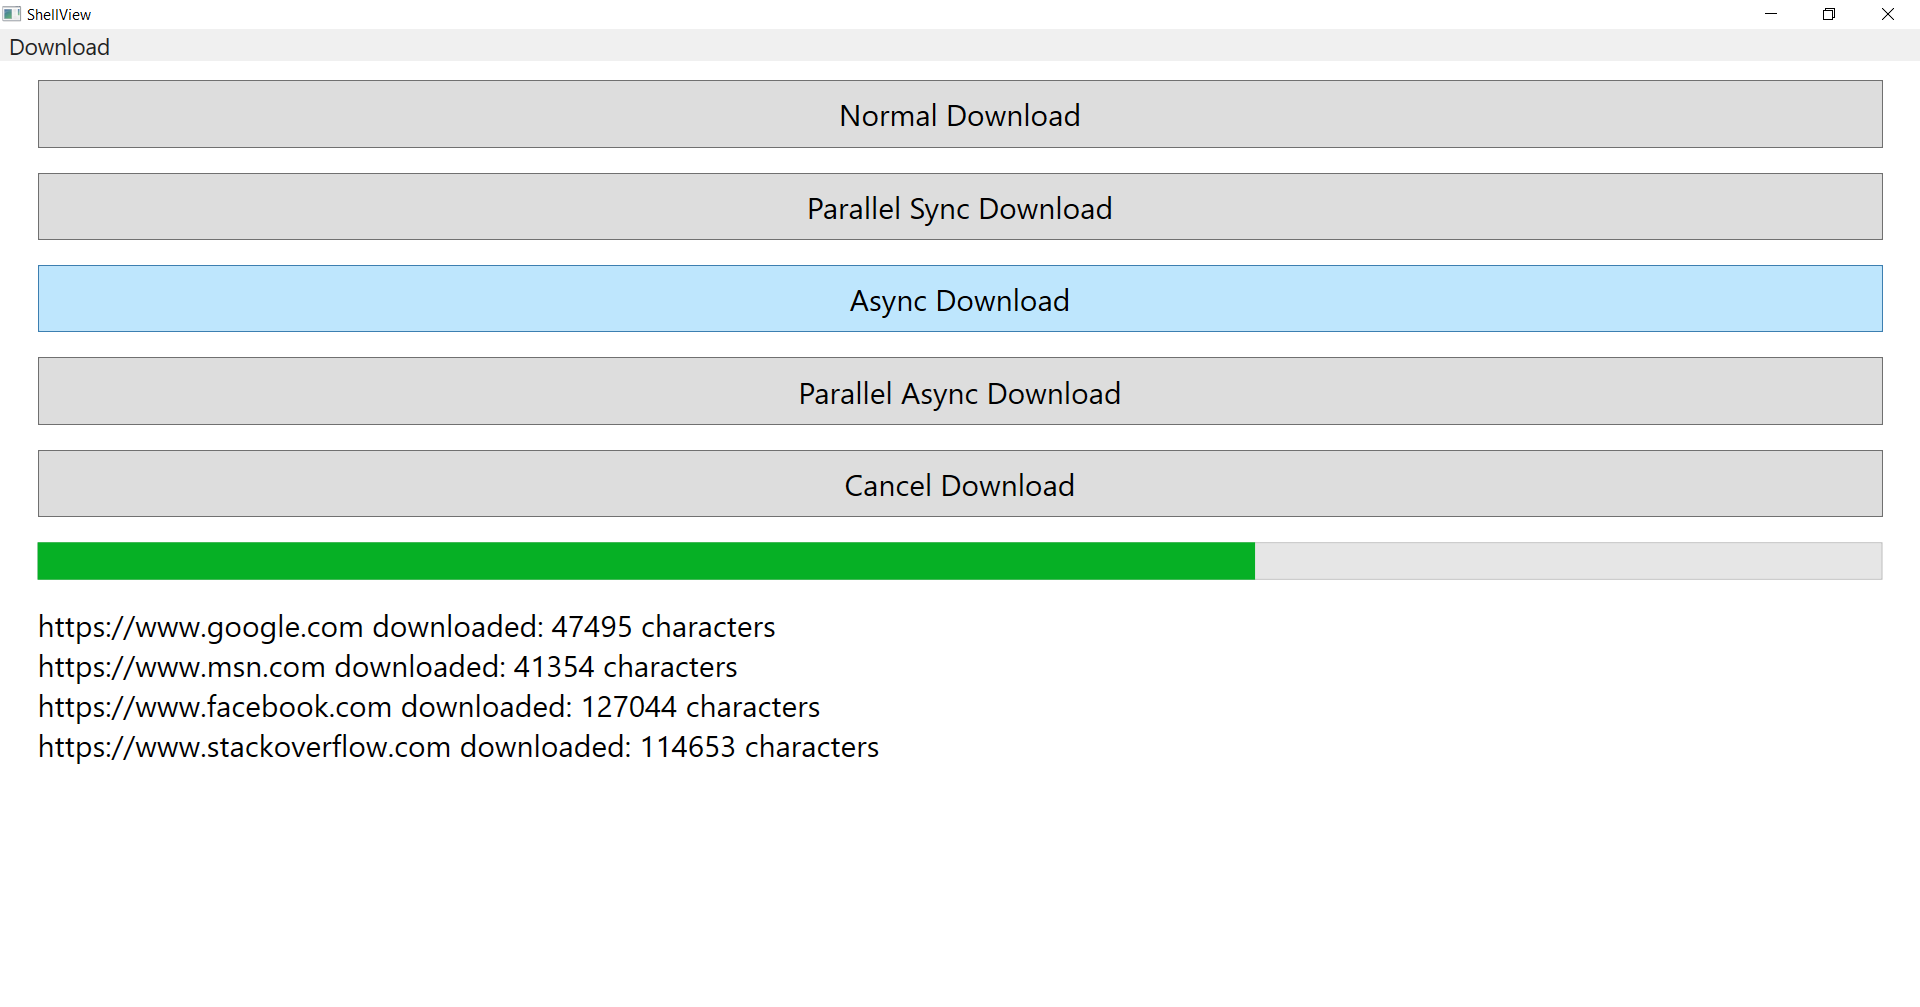 ShellView
Download
Normal Download
Parallel Sync Download
Async Download
Parallel Async Download
Cancel Download
https://www.google.com downloaded: 47495 characters
https://www.msn.com downloaded: 41354 characters
https://www.facebook.com downloaded: 127044 characters
https://www.stackoverflow.com downloaded: 114653 characters